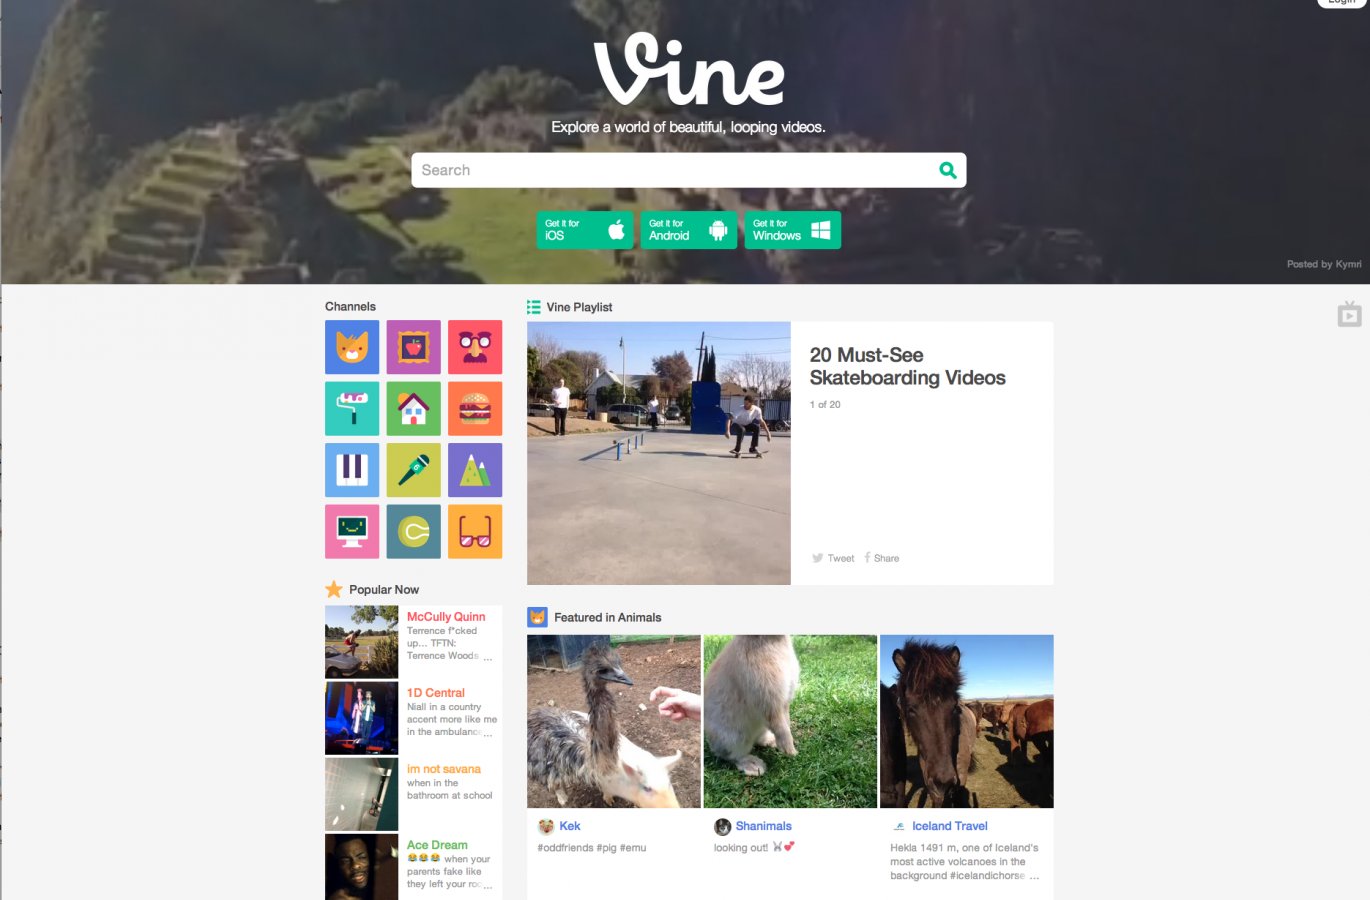 Login
Vine
Explore a world of beautiful, looping videos.
Search
Get it for
iOS
Get it for
Android
Get it for
Windows
Posted by Kymri
Channels
6
Popular Now
McCully Quinn
Terrence f*cked
up... TFTN:
Terrence Woods ...
1D Central
Niall in a country
accent more like me
in the ambulanc...
im not savana
when in the
bathroom at school
Ace Dream
😂😂😂 when your
parents fake like
they left your roo...
Vine Playlist
20 Must-See
Skateboarding Videos
1 of 20
Tweet
Share
Featured in Animals
Kek
#oddfriends #pig #emu
Shanimals
looking out! 🐰💕
Iceland Travel
Hekla 1491 m, one of Iceland's
most active volcanoes in the
background #icelandichorse ...